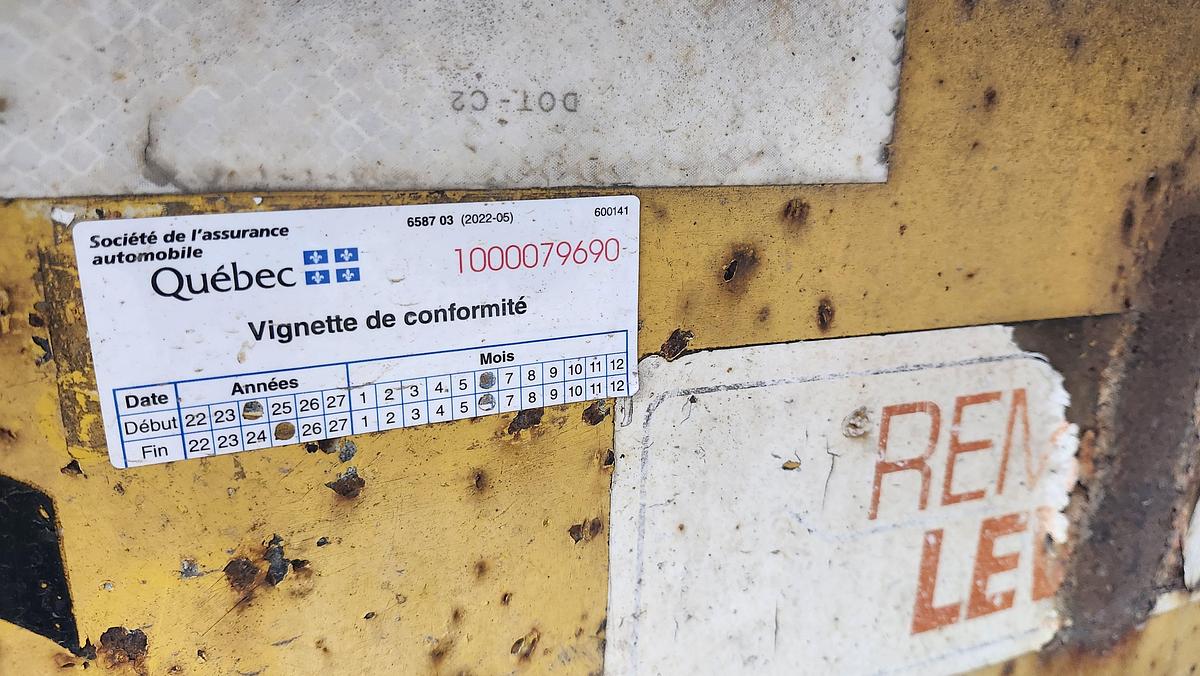 DOT-C2
6587 03 (2022-05)
600141
Société de l'assurance
automobile
Québec
1000079690
Vignette de conformité
Date Années Mois
Début 22 23 25 26 27 1 2 3 4 5 7 8 9 10 11 12
Fin 22 23 24 26 27 1 2 3 4 5 7 8 9 10 11 12
REM
LE